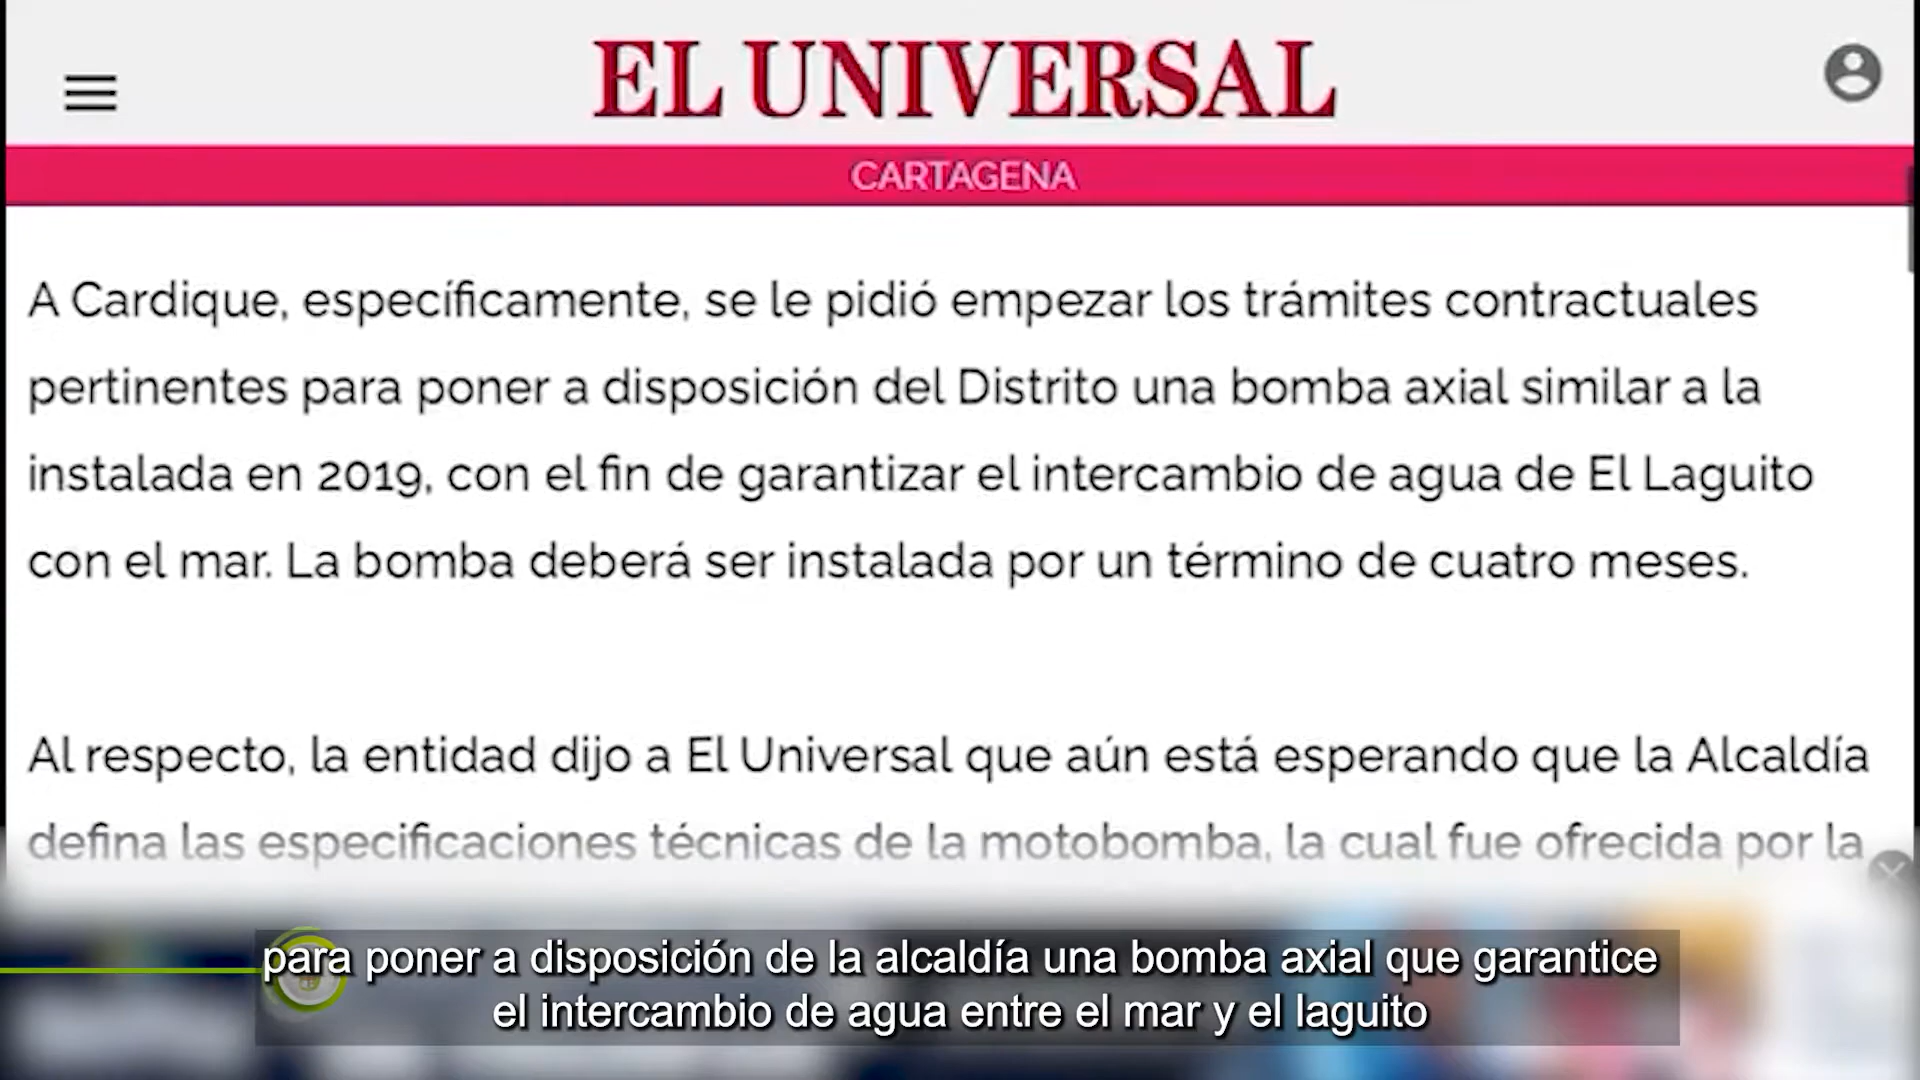 EL UNIVERSAL
CARTAGENA
A Cardique, específicamente, se le pidió empezar los trámites contractuales
pertinentes para poner a disposición del Distrito una bomba axial similar a la
instalada en 2019, con el fin de garantizar el intercambio de agua de El Laguito
con el mar. La bomba deberá ser instalada por un término de cuatro meses.
Al respecto, la entidad dijo a El Universal que aún está esperando que la Alcaldía
defina las especificaciones técnicas de la motobomba, la cual fue ofrecida por la
para poner a disposición de la alcaldía una bomba axial que garantice
el intercambio de agua entre el mar y el laguito